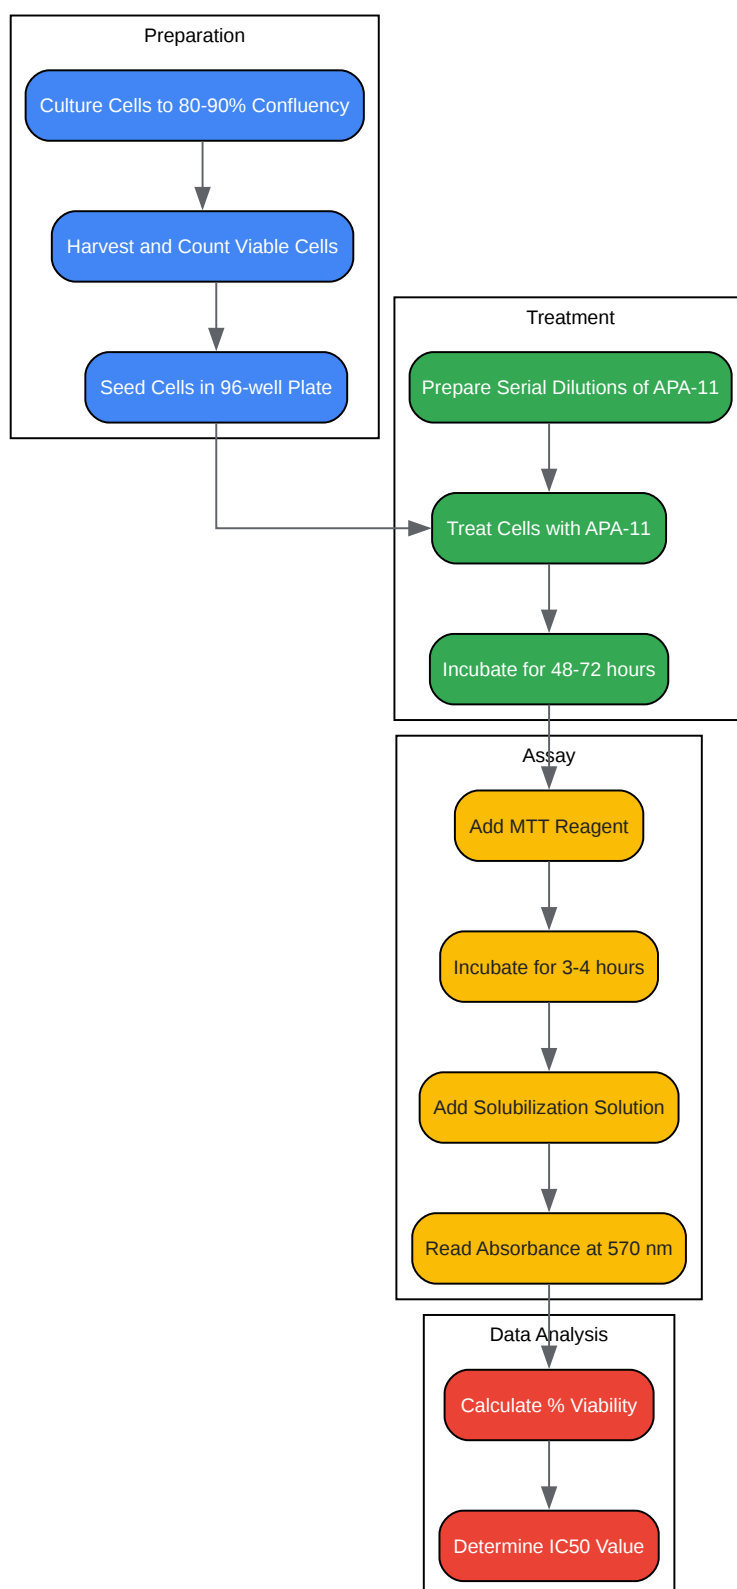 Preparation
Culture Cells to 80-90% Confluency
Harvest and Count Viable Cells
Seed Cells in 96-well Plate
Treatment
Prepare Serial Dilutions of APA-11
Treat Cells with APA-11
Incubate for 48-72 hours
Assay
Add MTT Reagent
Incubate for 3-4 hours
Add Solubilization Solution
Read Absorbance at 570 nm
Data Analysis
Calculate % Viability
Determine IC50 Value